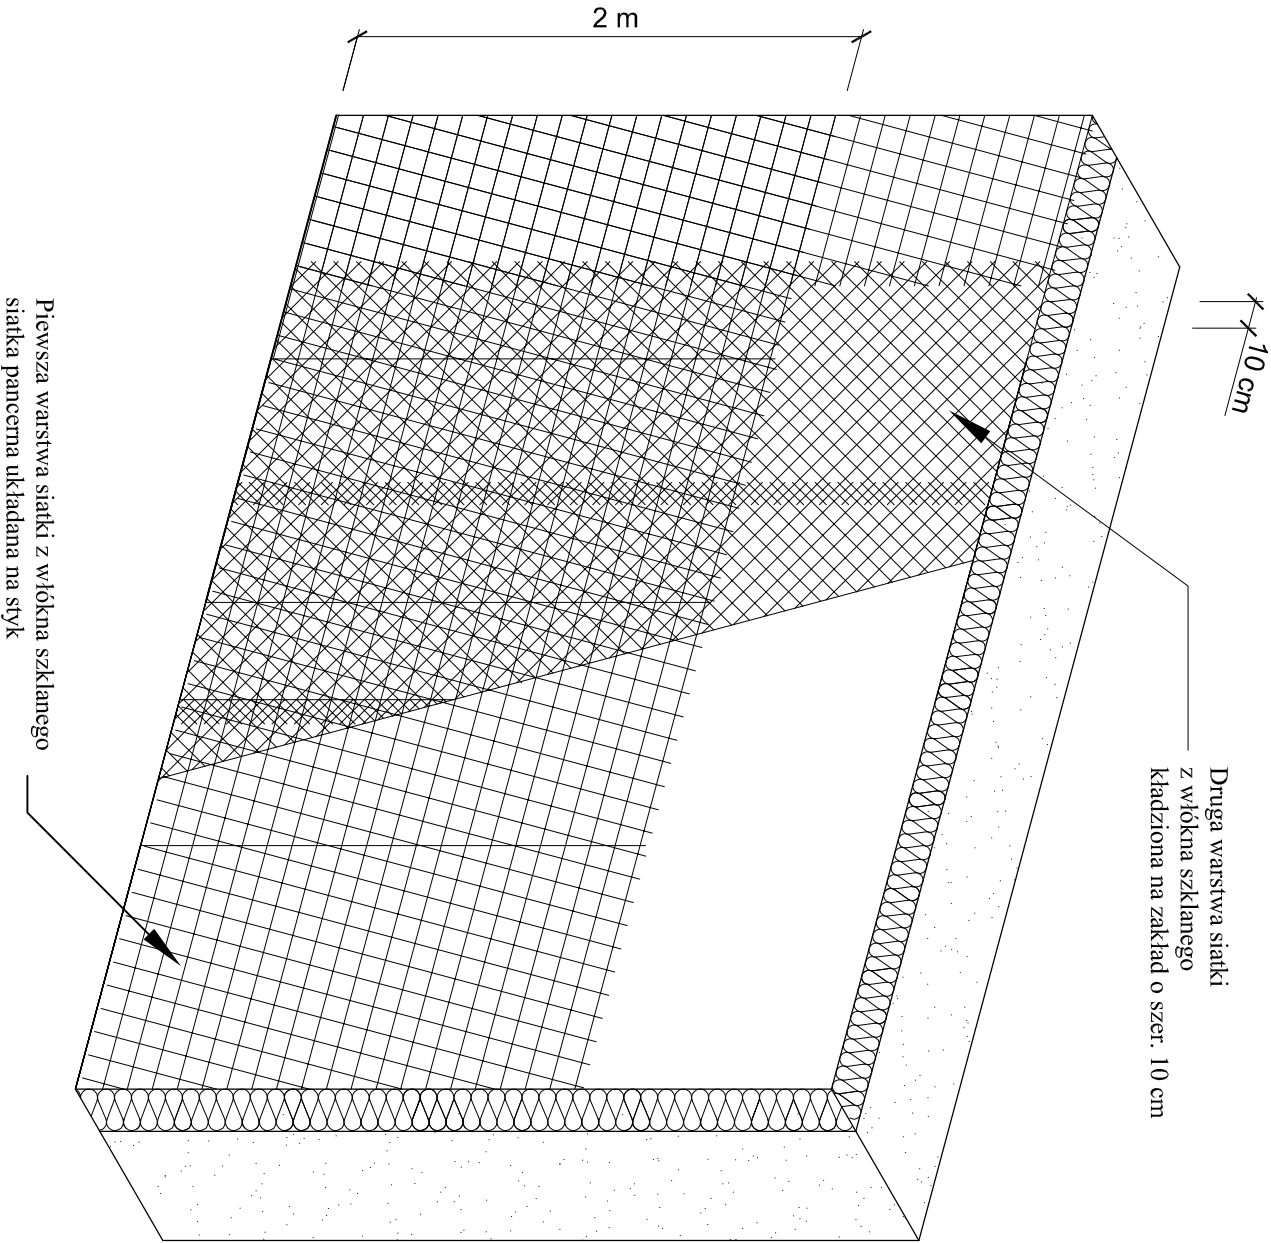 2 m
10 cm
Druga warstwa siatki
z włókna szklanego
kładziona na zakład o szer. 10 cm
Piewsza warstwa siatki z włókna szklanego
siatka pancerna układana na styk